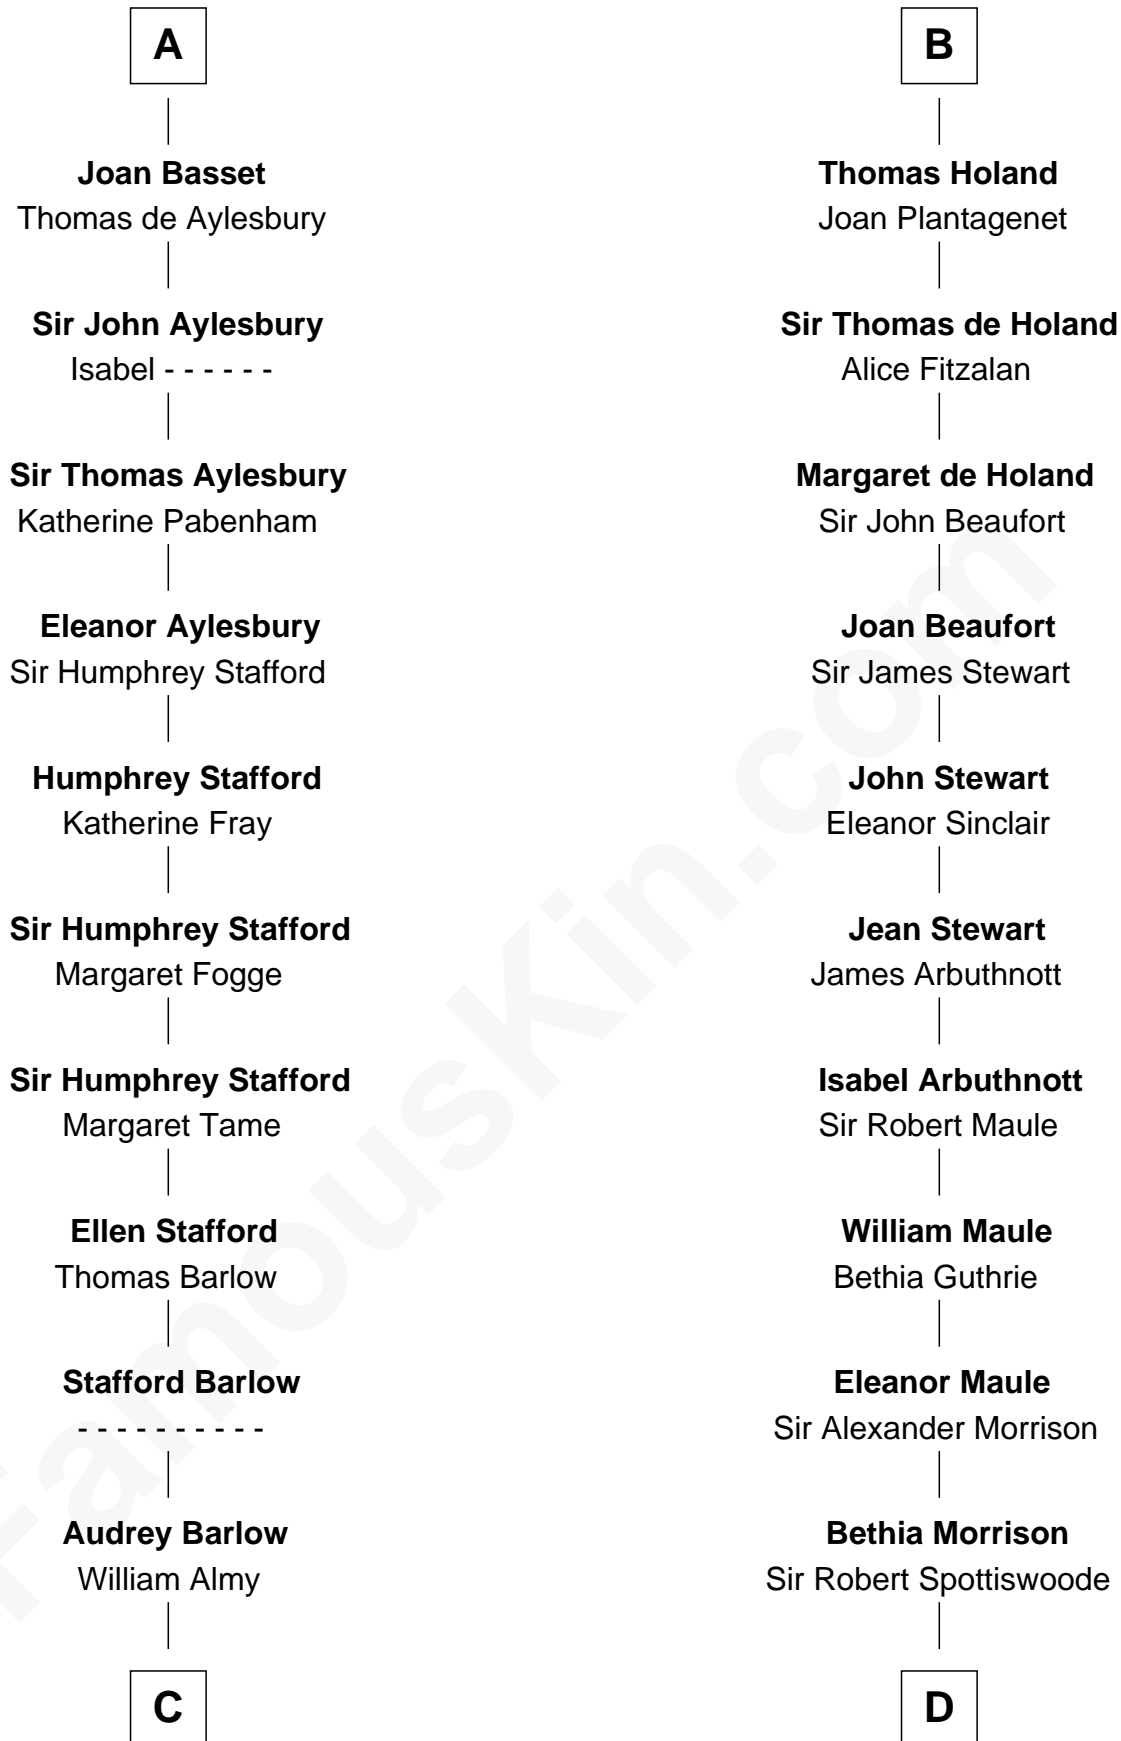 A
Joan Basset
Thomas de Aylesbury
Sir John Aylesbury
Isabel - - - - - -
Sir Thomas Aylesbury
Katherine Pabenham
Eleanor Aylesbury
Sir Humphrey Stafford
Humphrey Stafford
Katherine Fray
Sir Humphrey Stafford
Margaret Fogge
Sir Humphrey Stafford
Margaret Tame
Ellen Stafford
Thomas Barlow
Stafford Barlow
- - - - - - - - - -
Audrey Barlow
William Almy
C
B
Thomas Holand
Joan Plantagenet
Sir Thomas de Holand
Alice Fitzalan
Margaret de Holand
Sir John Beaufort
Joan Beaufort
Sir James Stewart
John Stewart
Eleanor Sinclair
Jean Stewart
James Arbuthnott
Isabel Arbuthnott
Sir Robert Maule
William Maule
Bethia Guthrie
Eleanor Maule
Sir Alexander Morrison
Bethia Morrison
Sir Robert Spottiswoode
D
FamousKin.com